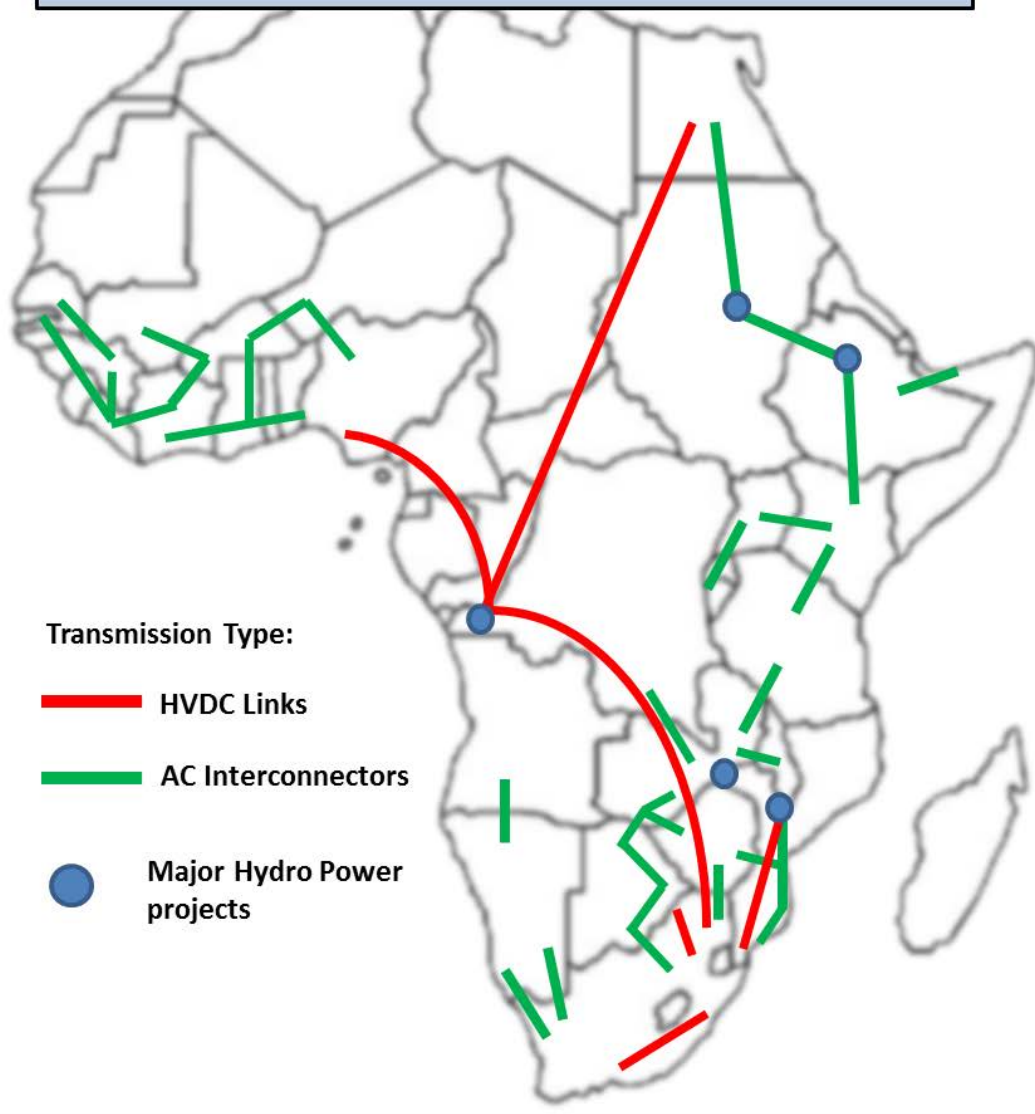 Transmission Type:
HVDC Links
AC Interconnectors
Major Hydro Power
projects